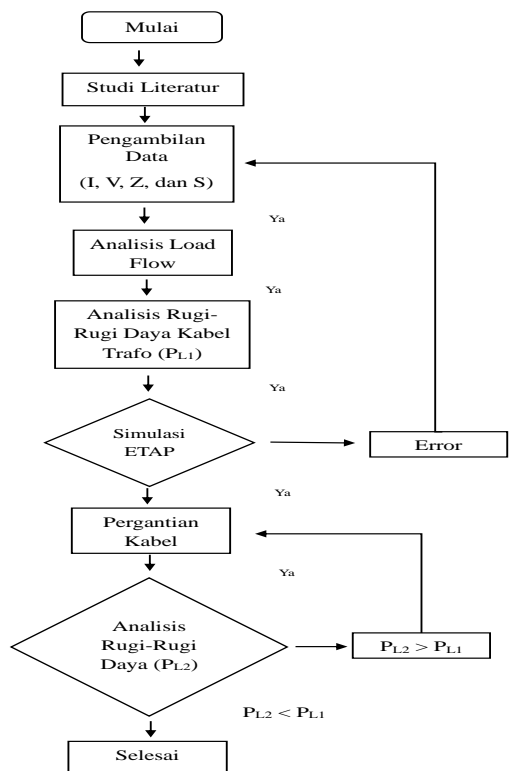 Mulai
Studi Literatur
Pengambilan
Data
(I, V, Z, dan S)
Ya
Analisis Load
Flow
Ya
Analisis Rugi-
Rugi Daya Kabel
Trafo (PL1)
Ya
Simulasi
ETAP
Error
Ya
Pergantian
Kabel
Ya
Analisis
Rugi-Rugi
Daya (PL2)
PL2 > PL1
PL2 < PL1
Selesai